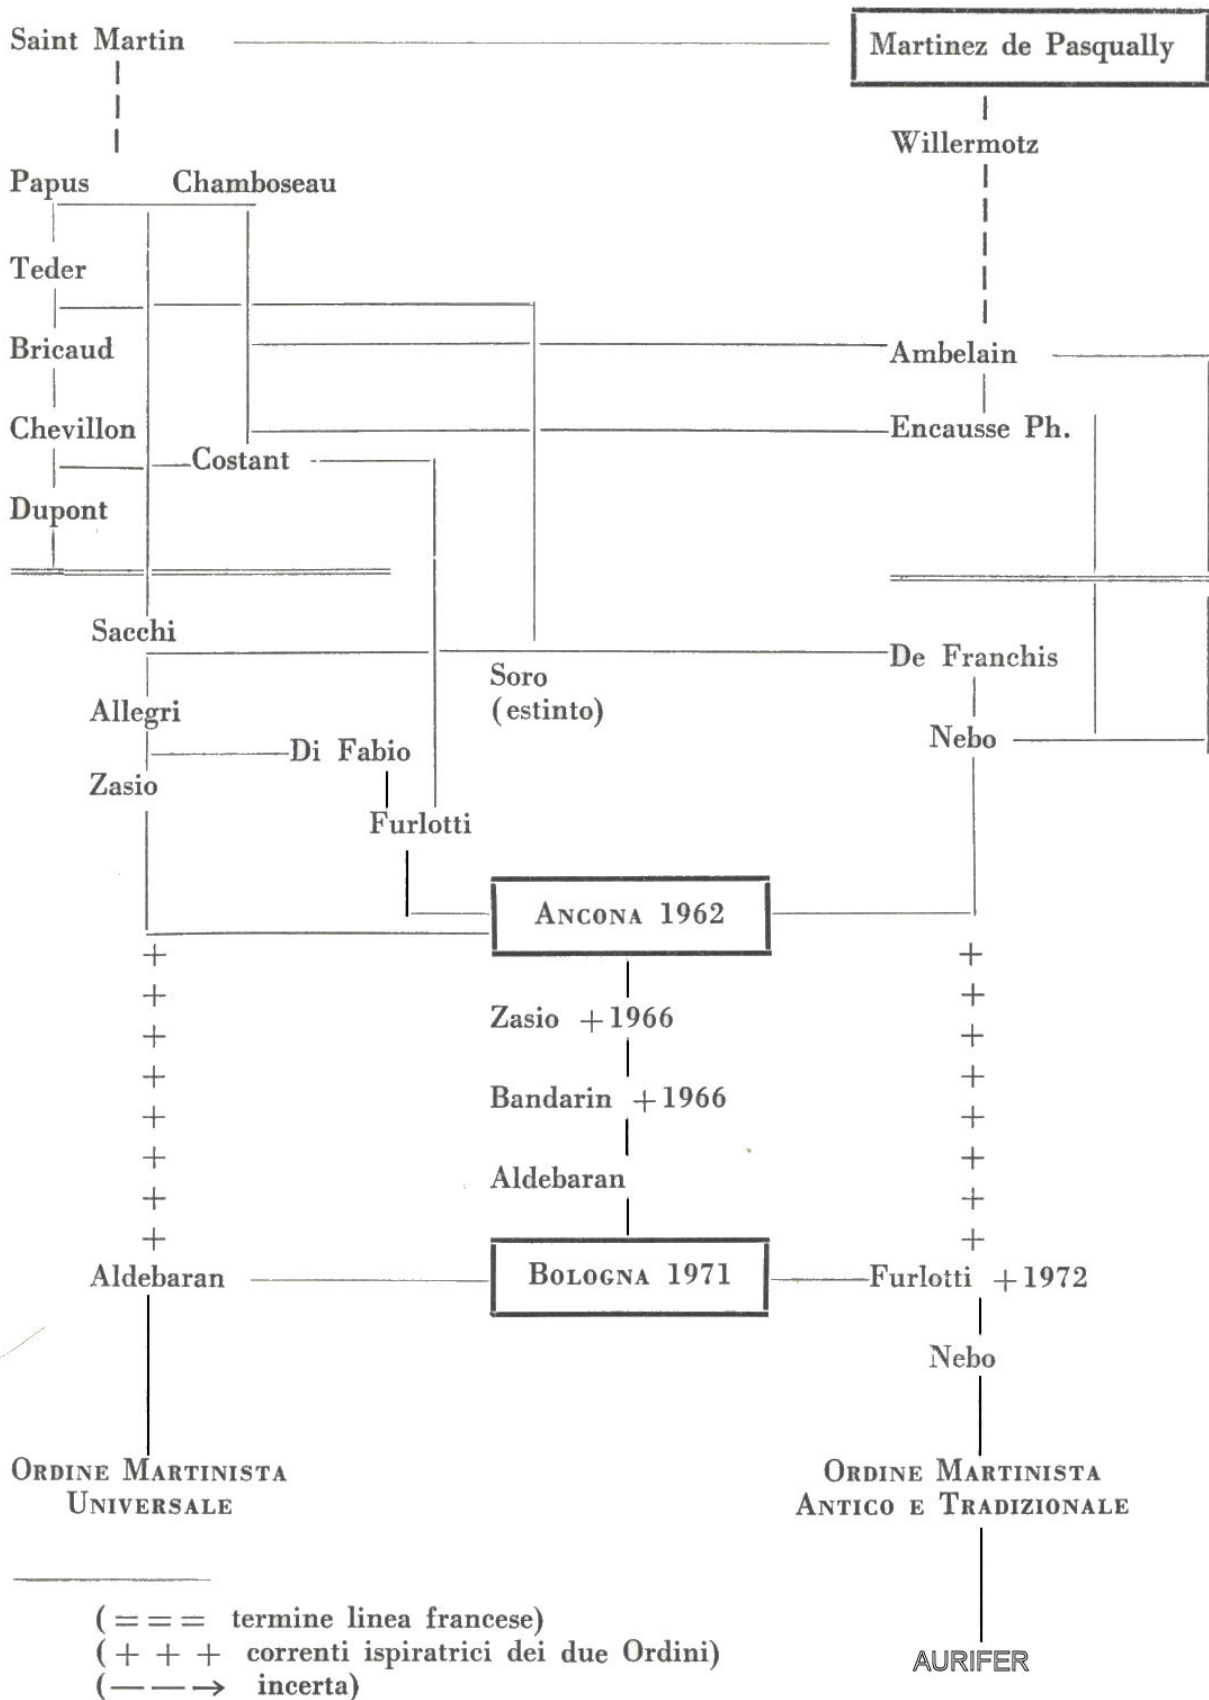 Saint Martin
Martinez de Pasqually
Willermotz
Papus Chamboseau
Teder
Bricaud
Ambelain
Chevillon
Encausse Ph.
Costant
Dupont
Sacchi
De Franchis
Soro
(estinto)
Allegri
Nebo
Di Fabio
Zasio
Furlotti
ANCONA 1962
+ +
+ +
+ +
+ +
+ +
+ +
+ +
+ +
Zasio +1966
Bandarin +1966
Aldebaran
Aldebaran
BOLOGNA 1971
Furlotti +1972
Nebo
ORDINE MARTINISTA
UNIVERSALE
ORDINE MARTINISTA
ANTICO E TRADIZIONALE
(=== termine linea francese)
(+ + + correnti ispiratrici dei due Ordini)
(— — → incerta)
AURIFER